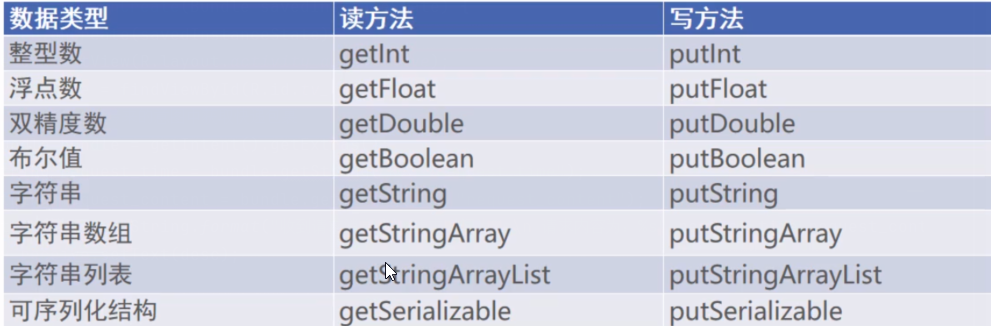 数据类型 读方法 写方法
整型数 getInt putInt
浮点数 getFloat putFloat
双精度数 getDouble putDouble
布尔值 getBoolean putBoolean
字符串 getString putString
字符串数组 getStringArray putStringArray
字符串列表 getStringArrayList putStringArrayList
可序列化结构 getSerializable putSerializable